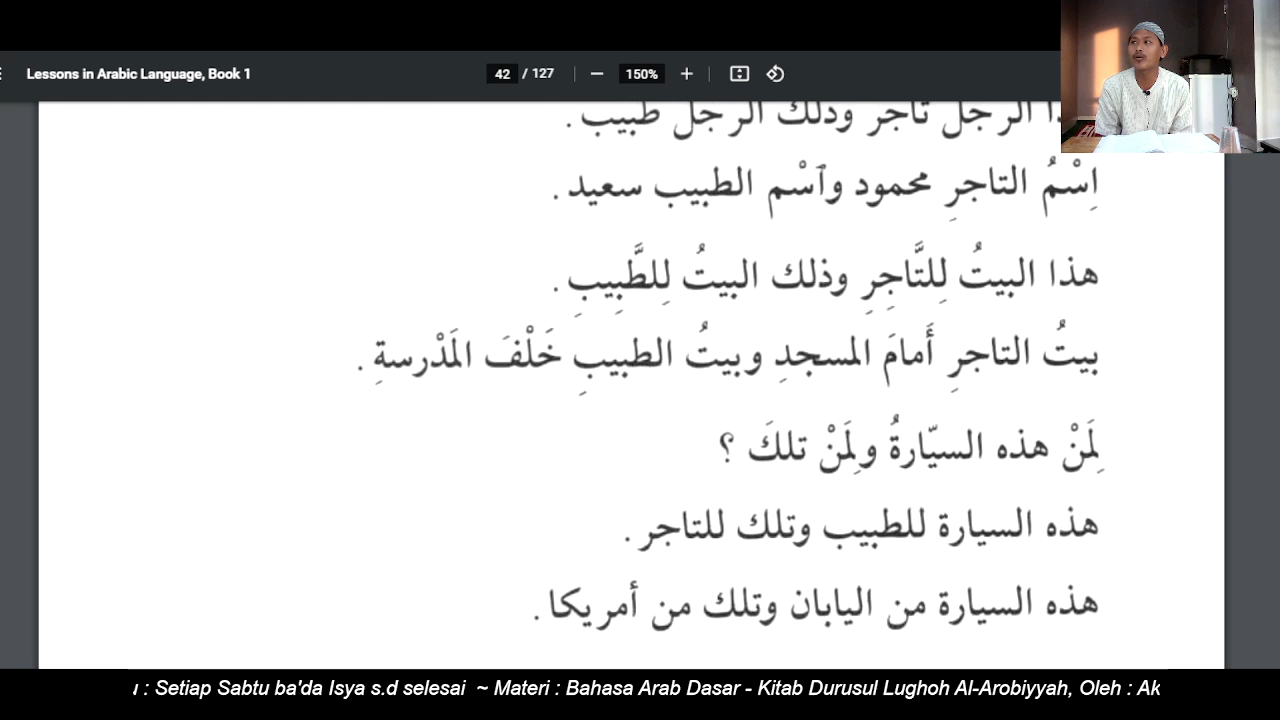 Lessons in Arabic Language, Book 1
42 / 127
150%
الرجل تاجر وذلك الرجل طبيب .
اِسْمُ التاجرِ محمود وٱسْم الطبيب سعيد .
هذا البيتُ لِلتَّاجِرِ وذلك البيتُ لِلطَّبِيبِ .
بيتُ التاجرِ أَمامَ المسجدِ وبيتُ الطبيبِ خَلْفَ المَدْرسةِ .
لِمَنْ هذه السيّارةُ ولِمَنْ تلكَ ؟
هذه السيارة للطبيب وتلك للتاجر .
هذه السيارة من اليابان وتلك من أمريكا .
: Setiap Sabtu ba'da Isya s.d selesai ~ Materi : Bahasa Arab Dasar - Kitab Durusul Lughoh Al-Arobiyyah, Oleh : Ak